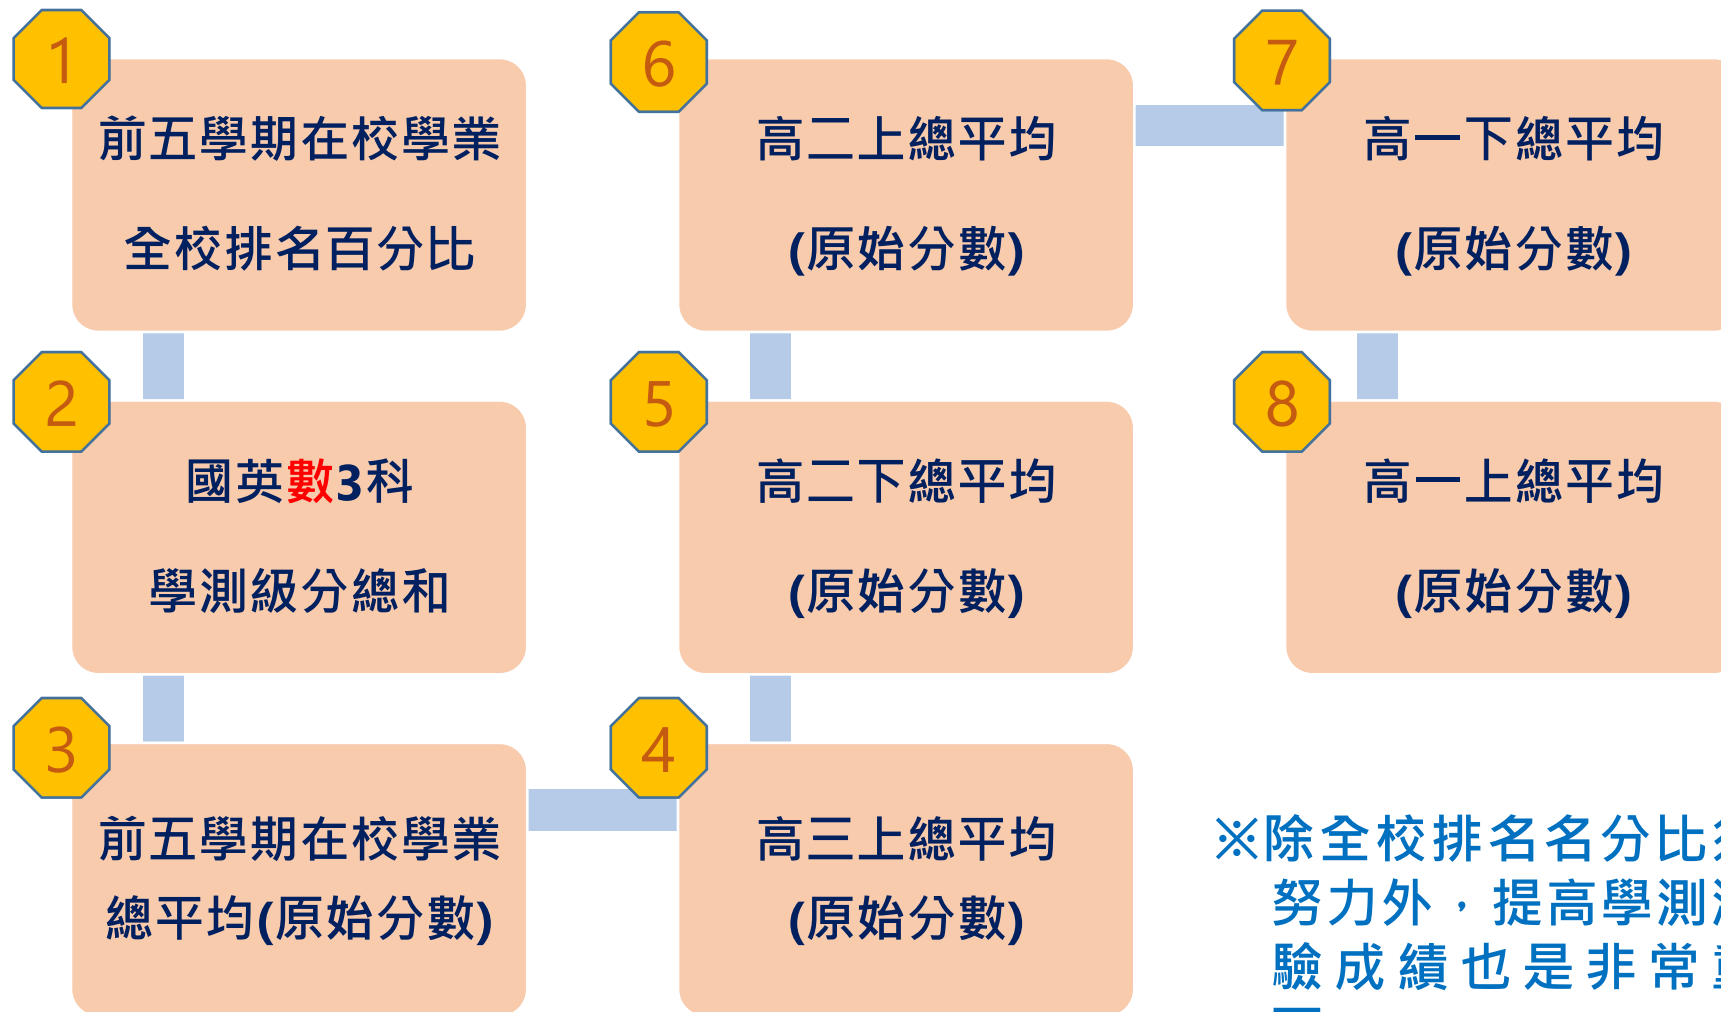 1
前五學期在校學業
全校排名百分比
2
國英數3科
學測級分總和
3
前五學期在校學業
總平均(原始分數)
4
高三上總平均
(原始分數)
5
高二下總平均
(原始分數)
6
高二上總平均
(原始分數)
7
高一下總平均
(原始分數)
8
高一上總平均
(原始分數)
※除全校排名名分比
努力外，提高學測
驗成績也是非常